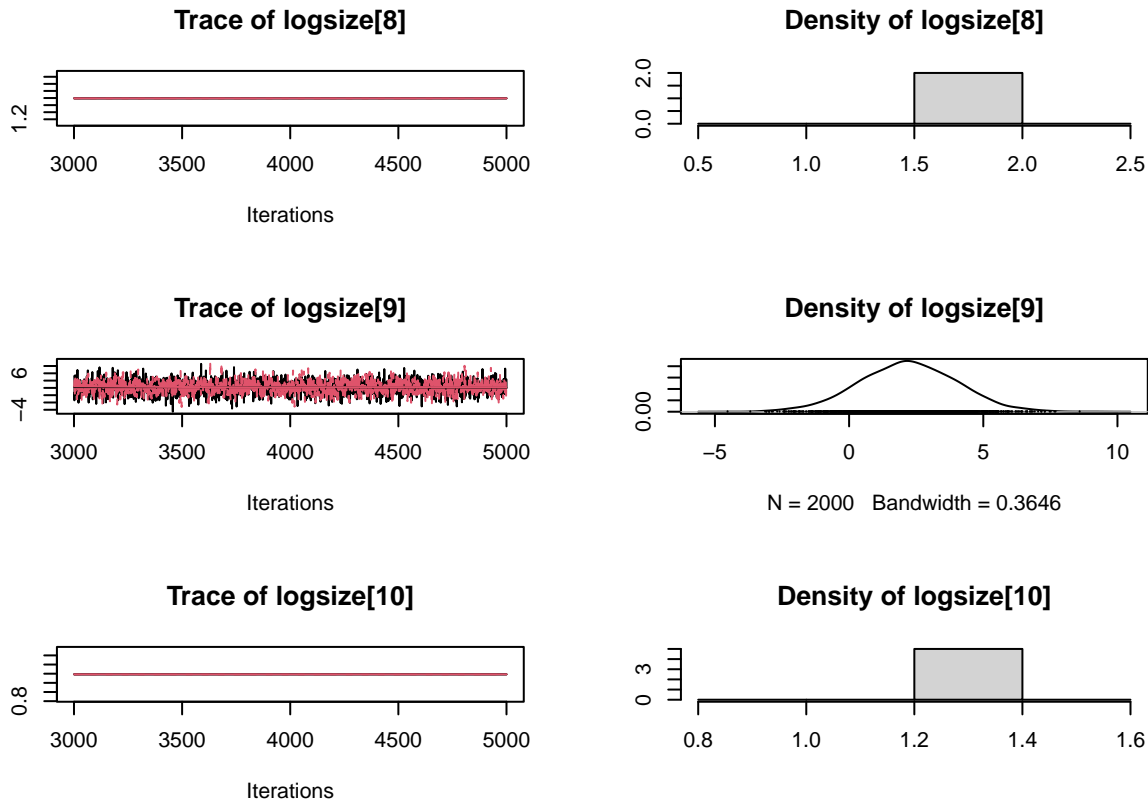 Trace of logsize[8]
1.2
3000 3500 4000 4500 5000
Iterations
Density of logsize[8]
0.0 2.0
0.5 1.0 1.5 2.0 2.5
Trace of logsize[9]
−4 6
3000 3500 4000 4500 5000
Iterations
Density of logsize[9]
0.00
−5 0 5 10
N = 2000 Bandwidth = 0.3646
Trace of logsize[10]
0.8
3000 3500 4000 4500 5000
Iterations
Density of logsize[10]
0 3
0.8 1.0 1.2 1.4 1.6